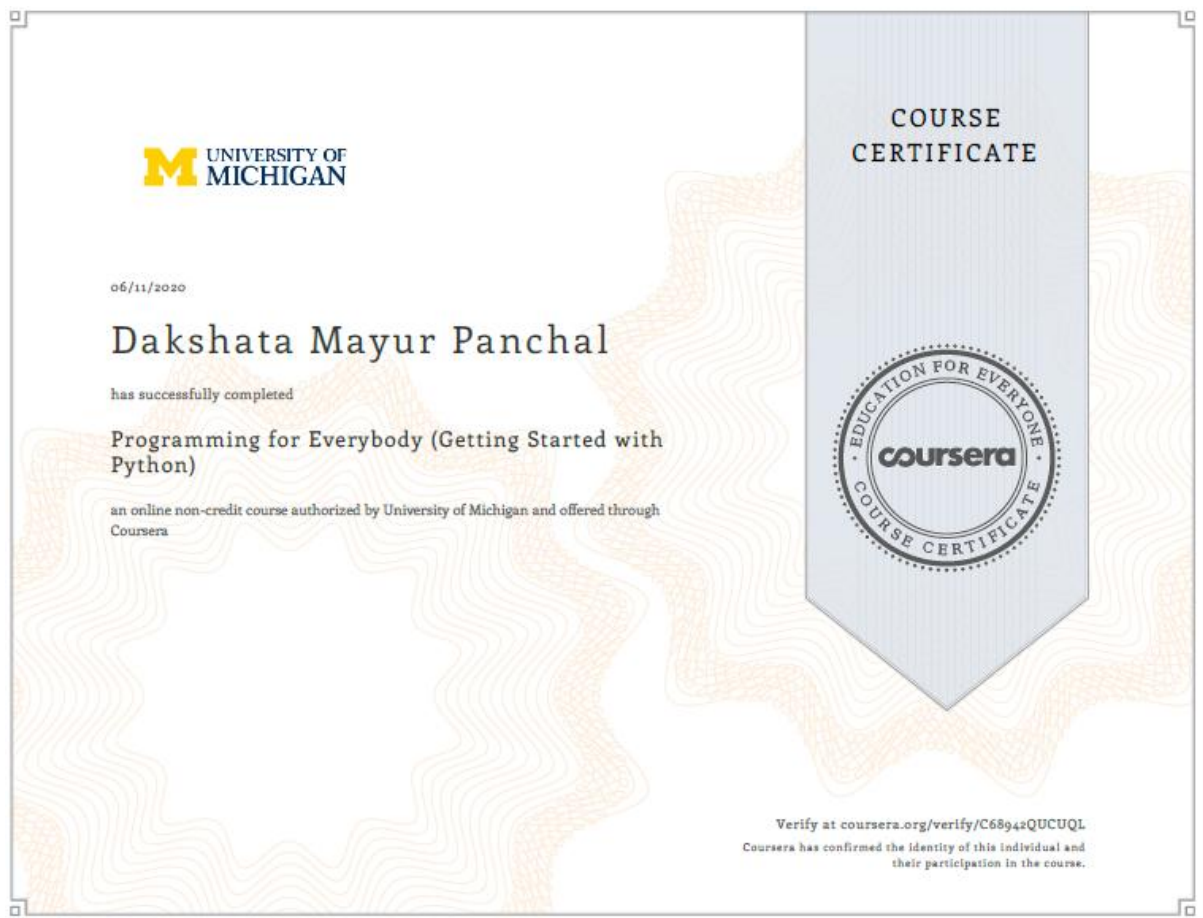 UNIVERSITY OF
MICHIGAN
06/11/2020
Dakshata Mayur Panchal
has successfully completed
Programming for Everybody (Getting Started with
Python)
an online non-credit course authorized by University of Michigan and offered through
Coursera
COURSE
CERTIFICATE
EDUCATION FOR EVERYONE
coursera
COURSE CERTIFICATE
Verify at coursera.org/verify/C68942QUCUQL
Coursera has confirmed the identity of this individual and
their participation in the course.